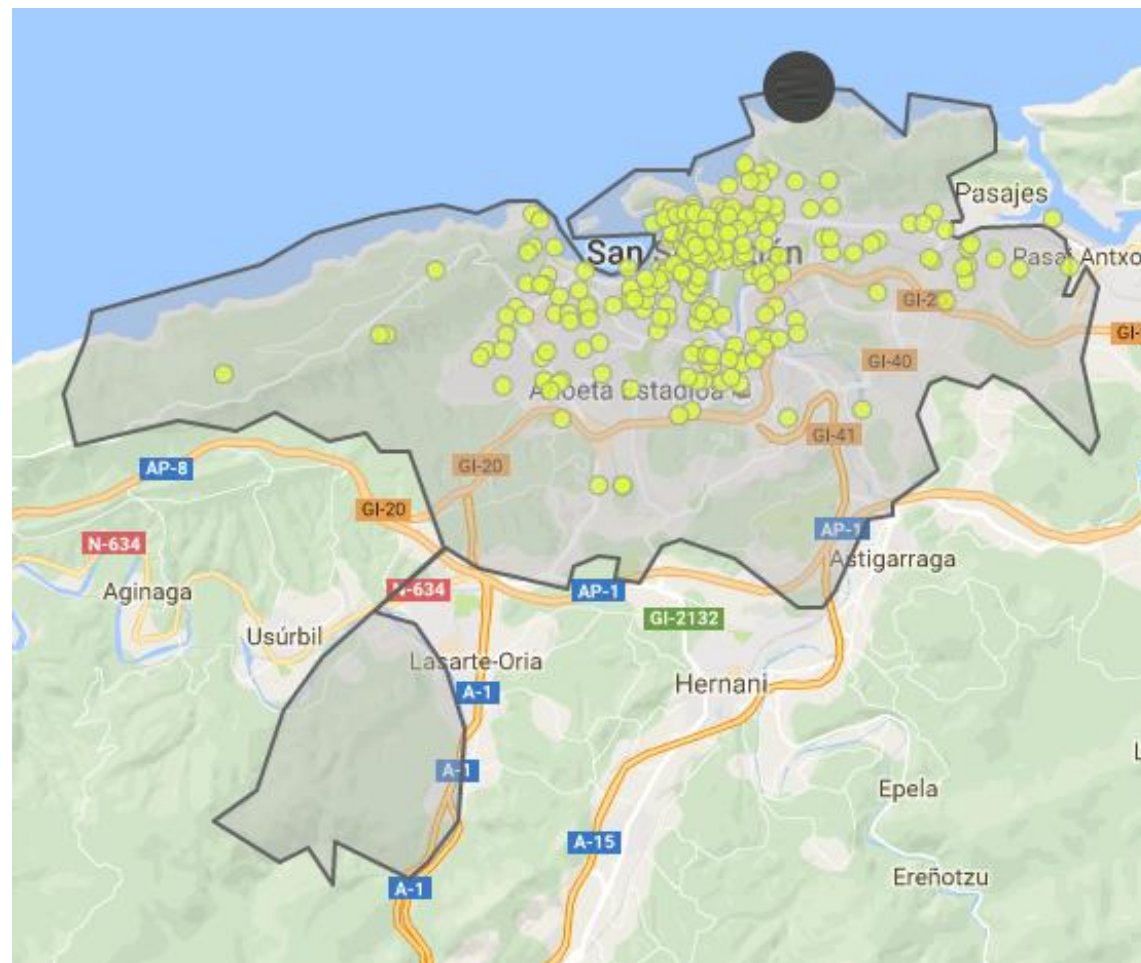 Pasajes
San S
n
Pasai Antxo
GI-2
GI-
GI-40
Anoeta Estadioa
GI-41
GI-20
AP-8
GI-20
AP-1
N-634
Astigarraga
Aginaga
N-634
AP-1
GI-2132
Usúrbil
Lasarte-Oria
Hernani
A-1
A-1
L
Epela
A-15
Ereñotzu
A-1